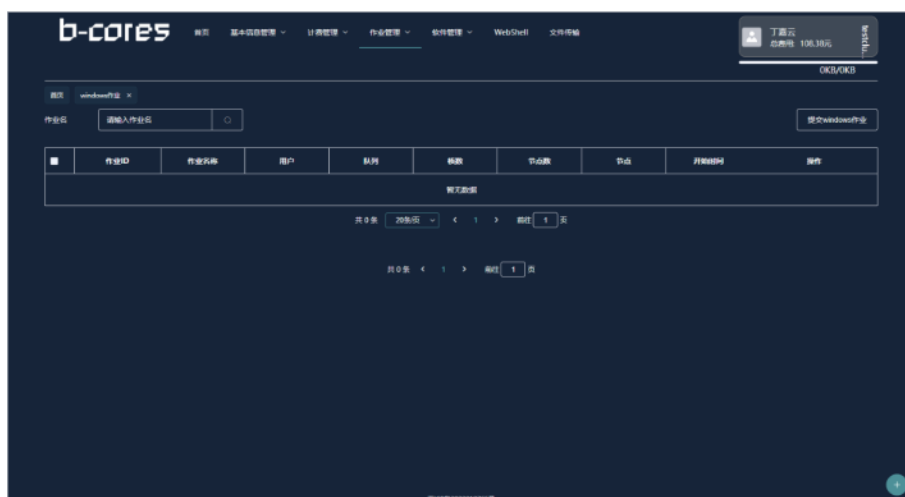 b-cores 首页 基本信息管理 计费管理 作业管理 软件管理 WebShell 文件传输
丁嘉云
总费用: 108.38元
testclu...
0KB/0KB
首页 windows作业 ×
作业名 请输入作业名 提交windows作业
作业ID 作业名称 用户 队列 核数 节点数 节点 开始时间 操作
暂无数据
共 0 条 20条/页 1 前往 1 页
共 0 条 1 前往 1 页